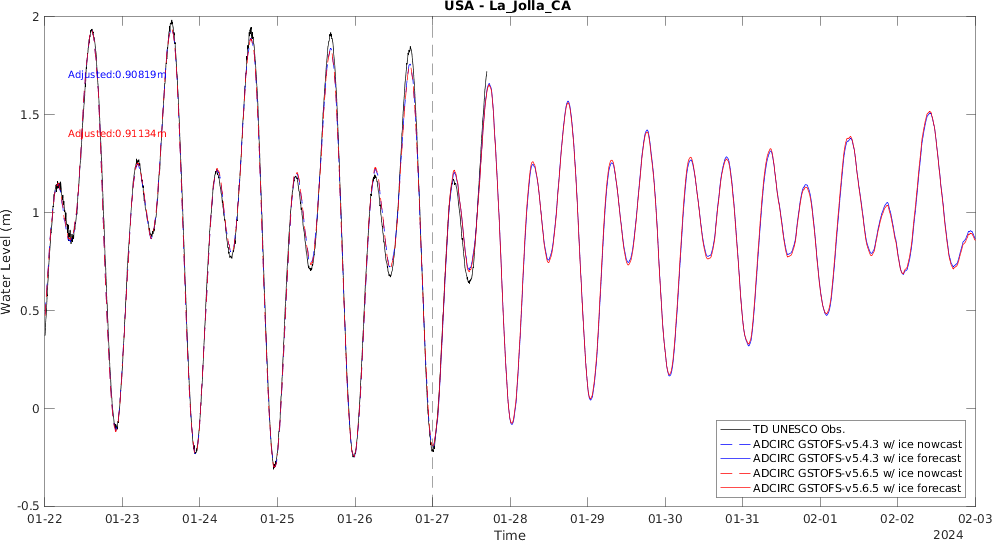 USA - La_Jolla_CA
2
1.5
1
0.5
0
-0.5
Water Level (m)
Adjusted:0.90819m
Adjusted:0.91134m
TD UNESCO Obs.
ADCIRC GSTOFS-v5.4.3 w/ ice nowcast
ADCIRC GSTOFS-v5.4.3 w/ ice forecast
ADCIRC GSTOFS-v5.6.5 w/ ice nowcast
ADCIRC GSTOFS-v5.6.5 w/ ice forecast
01-22 01-23 01-24 01-25 01-26 01-27 01-28 01-29 01-30 01-31 02-01 02-02 02-03
Time
2024